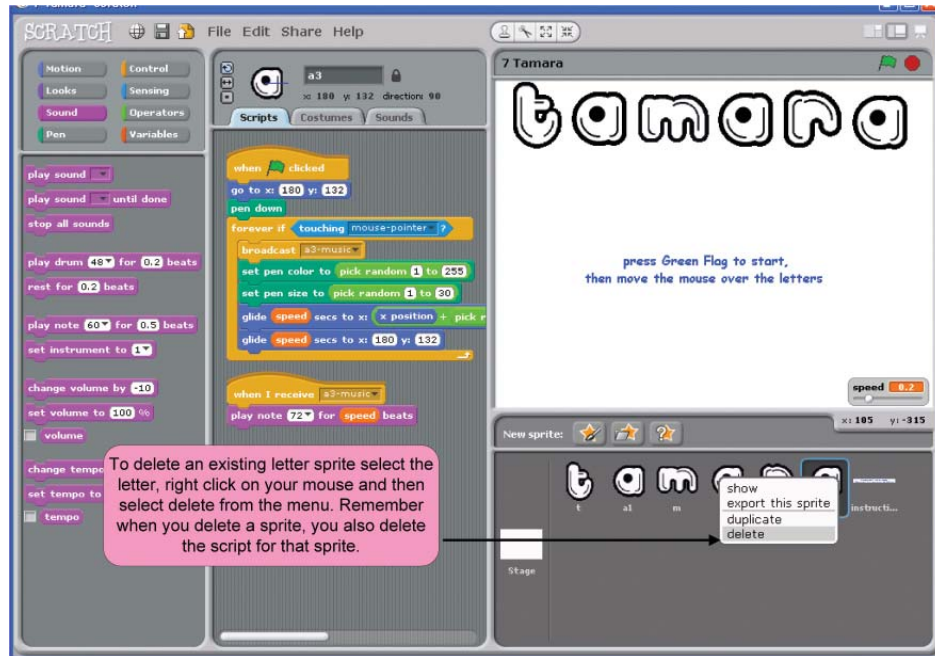 SCRATCH File Edit Share Help
Motion Control
Looks Sensing
Sound Operators
Pen Variables
play sound
play sound until done
stop all sounds
play drum 48 for 0.2 beats
rest for 0.2 beats
play note 60 for 0.5 beats
set instrument to 1
change volume by -10
set volume to 100 %
volume
change tempo
set tempo to
tempo
a3
x: 180 y: 132 direction: 90
Scripts Costumes Sounds
when clicked
go to x: 180 y: 132
pen down
forever if touching mouse-pointer ?
broadcast a3-music
set pen color to pick random 1 to 255
set pen size to pick random 1 to 30
glide speed secs to x: x position + pick r
glide speed secs to x: 180 y: 132
when I receive a3-music
play note 72 for speed beats
To delete an existing letter sprite select the
letter, right click on your mouse and then
select delete from the menu. Remember
when you delete a sprite, you also delete
the script for that sprite.
7 Tamara
tamara
press Green Flag to start,
then move the mouse over the letters
speed 0.2
x: 105 y: -315
New sprite:
t a m
t a1 m instructi...
show
export this sprite
duplicate
delete
Stage